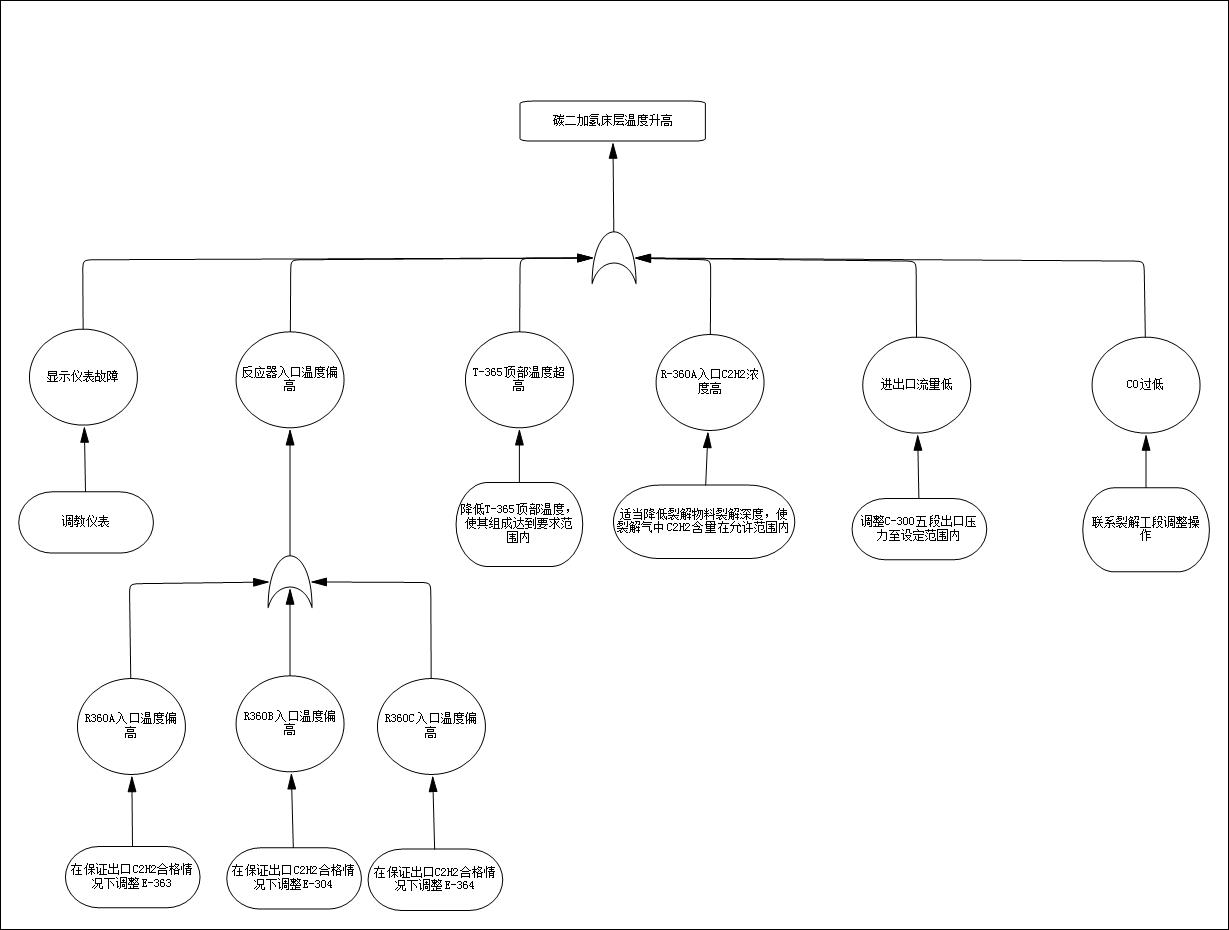 碳二加氢床层温度升高
显示仪表故障
反应器入口温度偏
高
T-365顶部温度超
高
R-360A入口C2H2浓
度高
进出口流量低
CO过低
调教仪表
降低T-365顶部温度，
使其组成达到要求范
围内
适当降低裂解物料裂解深度，使
裂解气中C2H2含量在允许范围内
调整C-300五段出口压
力至设定范围内
联系裂解工段调整操
作
R360A入口温度偏
高
R360B入口温度偏
高
R360C入口温度偏
高
在保证出口C2H2合格情
况下调整E-363
在保证出口C2H2合格情
况下调整E-304
在保证出口C2H2合格情
况下调整E-364